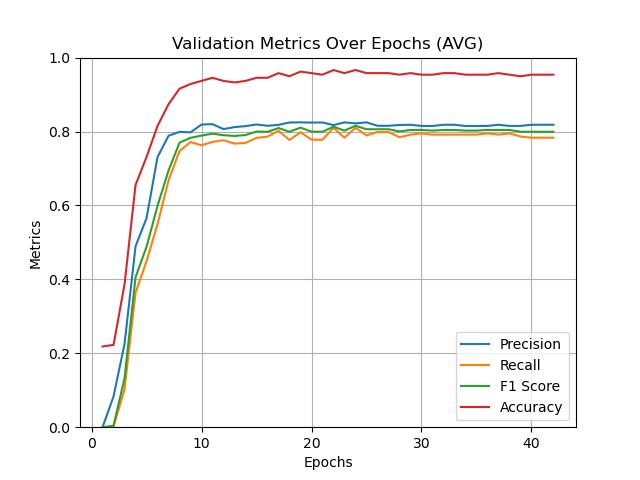 Validation Metrics Over Epochs (AVG)
1.0
0.8
0.6
0.4
0.2
0.0
Metrics
0 10 20 30 40
Epochs
Precision
Recall
F1 Score
Accuracy